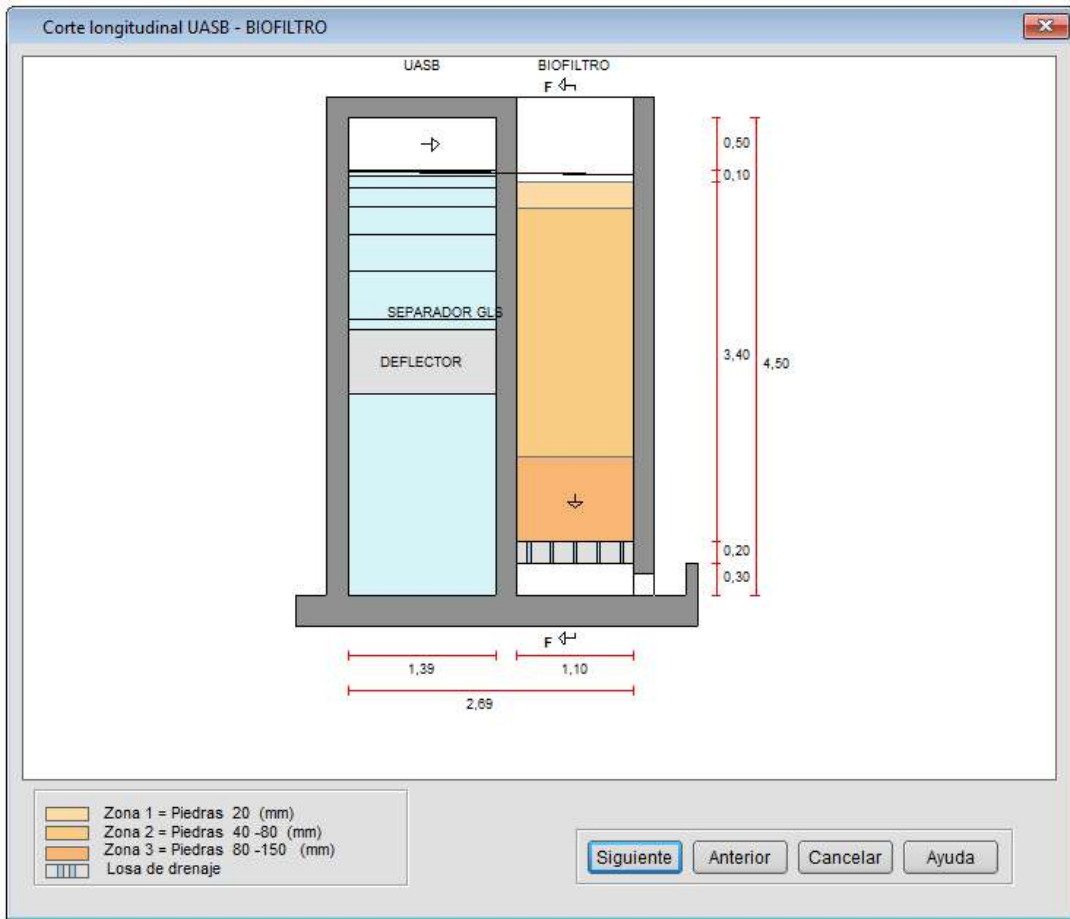 Corte longitudinal UASB - BIOFILTRO
UASB
BIOFILTRO
F
0,50
0,10
SEPARADOR GLS
DEFLECTOR
3,40
4,50
0,20
0,30
F
1,39
1,10
2,69
Zona 1 = Piedras 20 (mm)
Zona 2 = Piedras 40 -80 (mm)
Zona 3 = Piedras 80 -150 (mm)
Losa de drenaje
Siguiente
Anterior
Cancelar
Ayuda